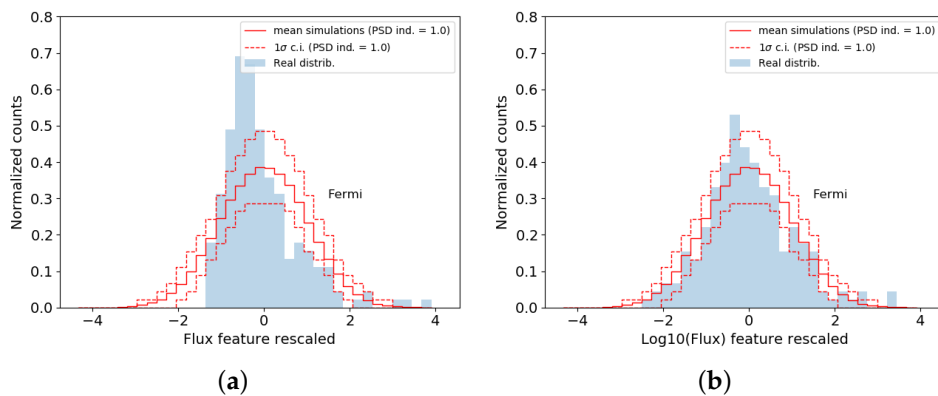 0.8
0.7
0.6
0.5
0.4
0.3
0.2
0.1
0.0
Normalized counts
mean simulations (PSD ind. = 1.0)
1σ c.i. (PSD ind. = 1.0)
Real distrib.
Fermi
−4 −2 0 2 4
Flux feature rescaled
(a)
0.8
0.7
0.6
0.5
0.4
0.3
0.2
0.1
0.0
Normalized counts
mean simulations (PSD ind. = 1.0)
1σ c.i. (PSD ind. = 1.0)
Real distrib.
Fermi
−4 −2 0 2 4
Log10(Flux) feature rescaled
(b)